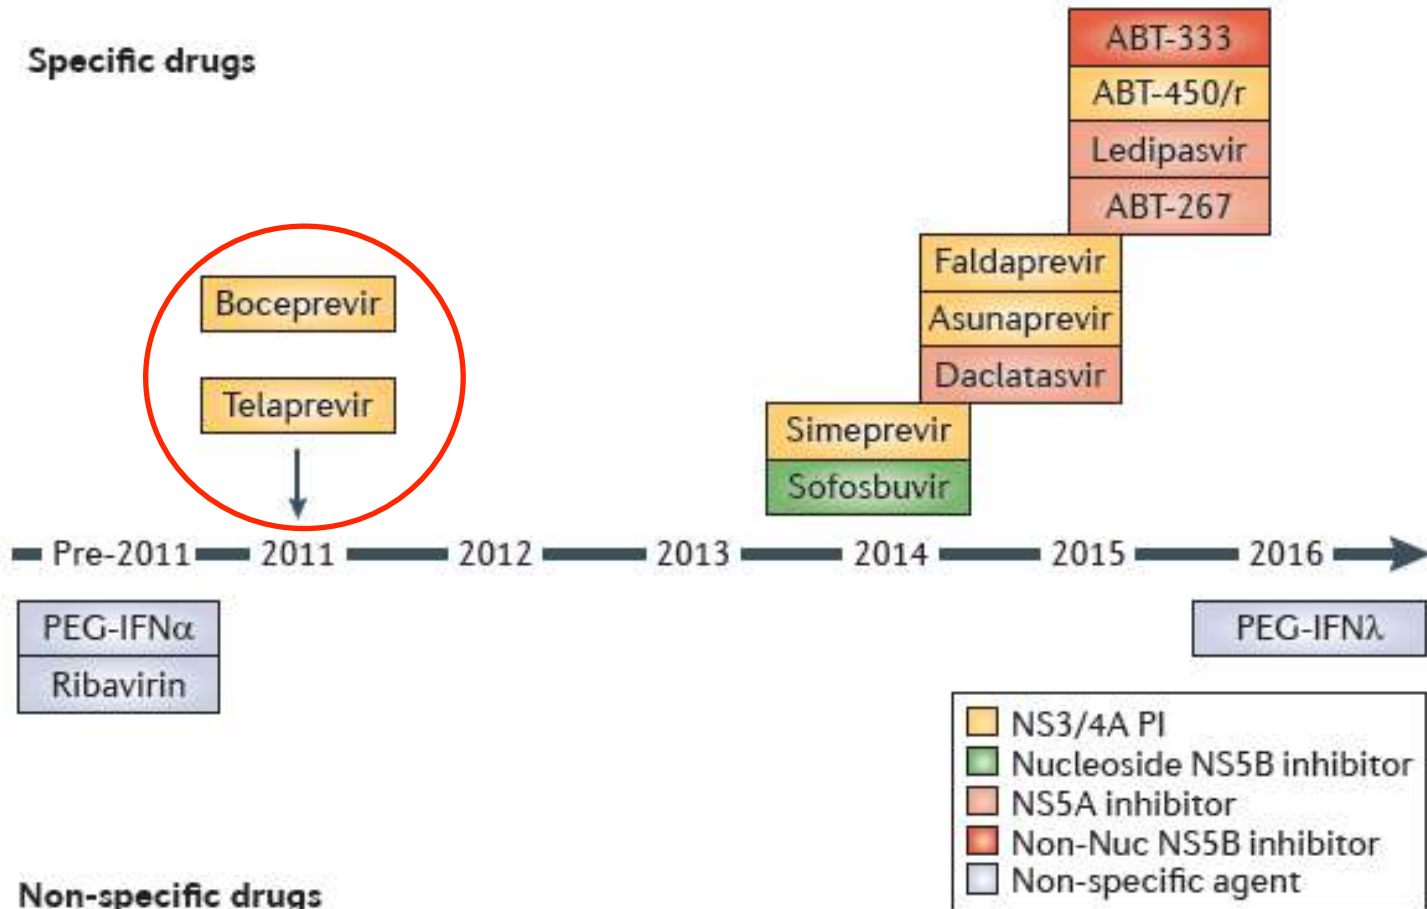 Specific drugs
ABT-333
ABT-450/r
Ledipasvir
ABT-267
Faldaprevir
Asunaprevir
Daclatasvir
Boceprevir
Telaprevir
Simeprevir
Sofosbuvir
Pre-2011 2011 2012 2013 2014 2015 2016
PEG-IFNα
Ribavirin
PEG-IFNλ
NS3/4A PI
Nucleoside NS5B inhibitor
NS5A inhibitor
Non-Nuc NS5B inhibitor
Non-specific agent
Non-specific drugs